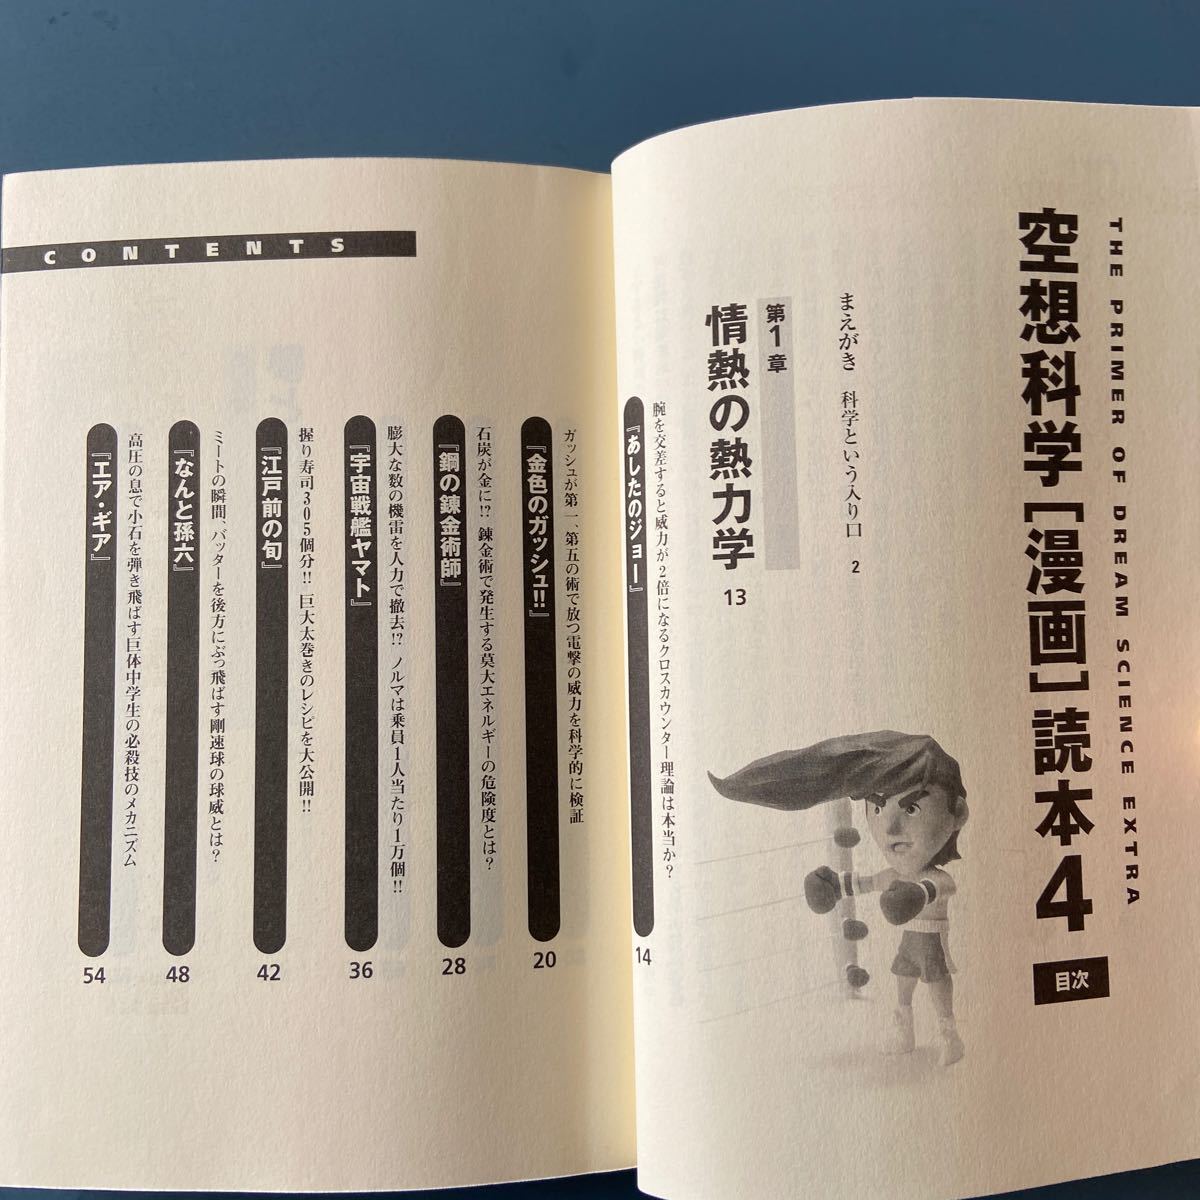 THE PRIMER OF DREAM SCIENCE EXTRA
空想科学[漫画]読本4
目次
まえがき 科学という入り口 2
第1章
情熱の熱力学 13
腕を交差すると威力が2倍になるクロスカウンター理論は本当か?
『あしたのジョー』
14
CONTENTS
ガッシュが第一、第五の術で放つ電撃の威力を科学的に検証
『金色のガッシュ!!』
20
石炭が金に!? 錬金術で発生する莫大エネルギーの危険度とは?
『鋼の錬金術師』
28
膨大な数の機雷を人力で撤去!? ノルマは乗員1人当たり1万個!!
『宇宙戦艦ヤマト』
36
握り寿司305個分!! 巨大太巻きのレシピを大公開!!
『江戸前の旬』
42
ミートの瞬間、バッターを後方にぶっ飛ばす剛速球の球威とは?
『なんと孫六』
48
高圧の息で小石を弾き飛ばす巨体中学生の必殺技のメカニズム
『エア・ギア』
54